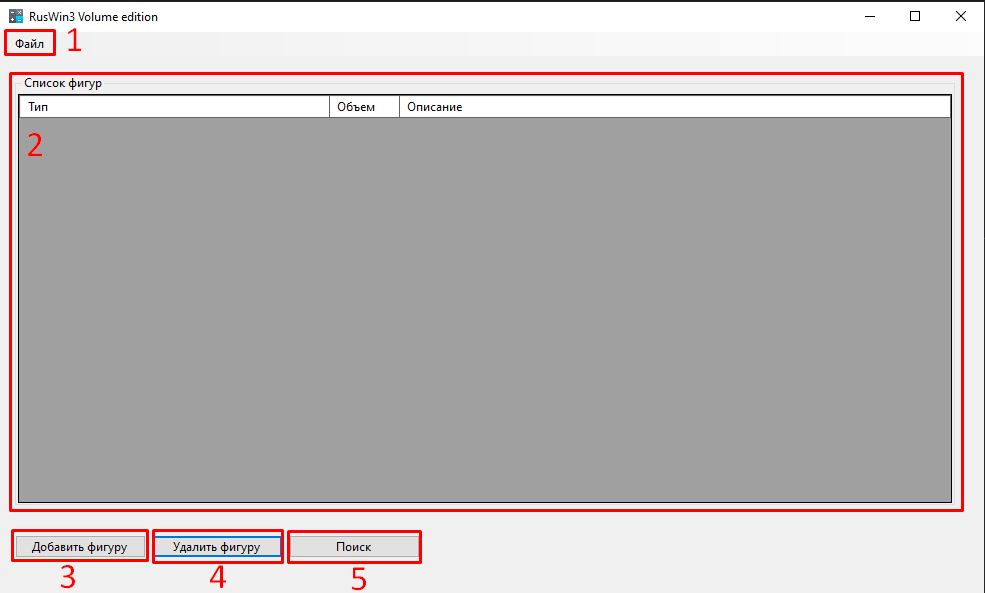 RusWin3 Volume edition
Файл 1
Список фигур
Тип Объем Описание
2
Добавить фигуру Удалить фигуру Поиск
3 4 5